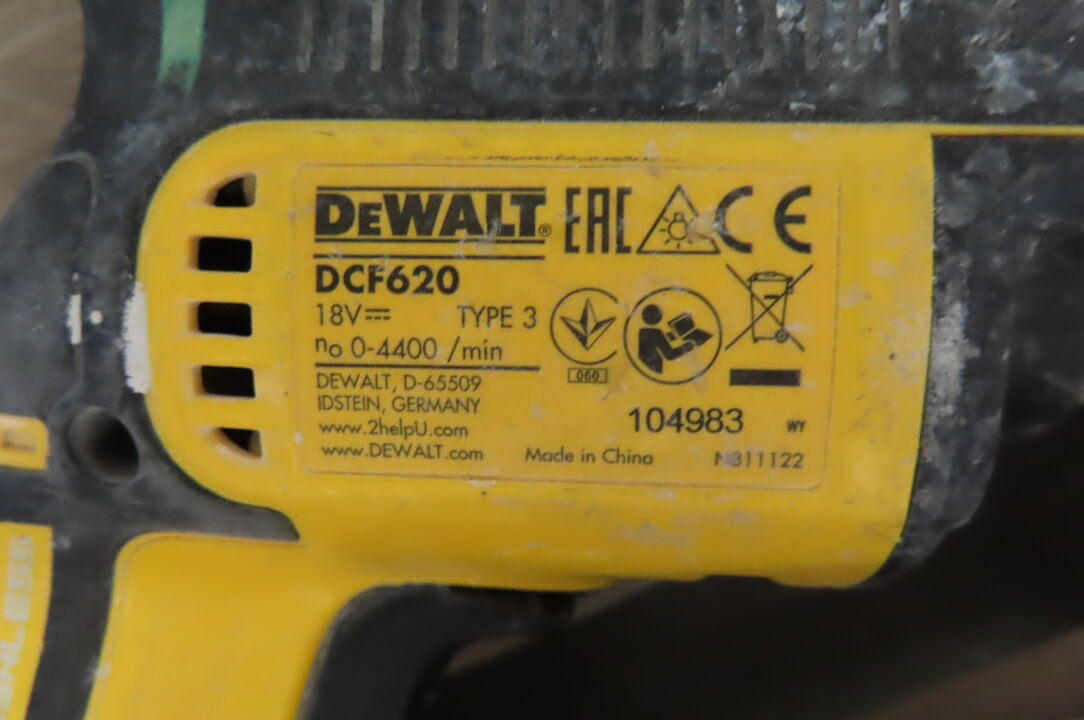 DEWALT® EAC CE
DCF620
18V TYPE 3
no 0-4400 /min
DEWALT, D-65509
IDSTEIN, GERMANY
www.2helpU.com
www.DEWALT.com
060
104983 WY
Made in China N311122